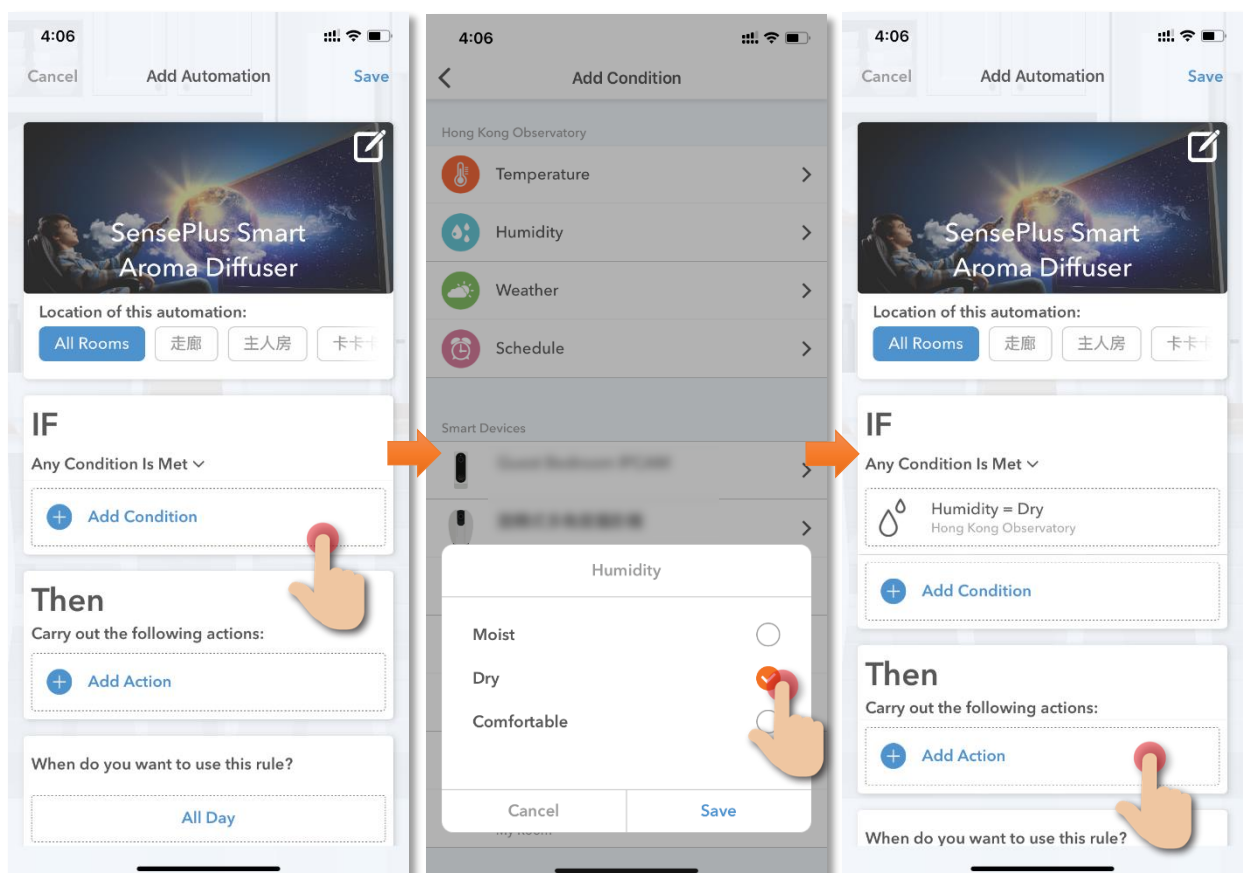 4:06
Cancel Add Automation Save
SensePlus Smart
Aroma Diffuser
Location of this automation:
All Rooms 走廊 主人房 卡卡
IF
Any Condition Is Met
Add Condition
Then
Carry out the following actions:
Add Action
When do you want to use this rule?
All Day
4:06
Add Condition
Hong Kong Observatory
Temperature
Humidity
Weather
Schedule
Smart Devices
Humidity
Moist
Dry
Comfortable
Cancel Save
My Room
4:06
Cancel Add Automation Save
SensePlus Smart
Aroma Diffuser
Location of this automation:
All Rooms 走廊 主人房 卡卡
IF
Any Condition Is Met
Humidity = Dry
Hong Kong Observatory
Add Condition
Then
Carry out the following actions:
Add Action
When do you want to use this rule?